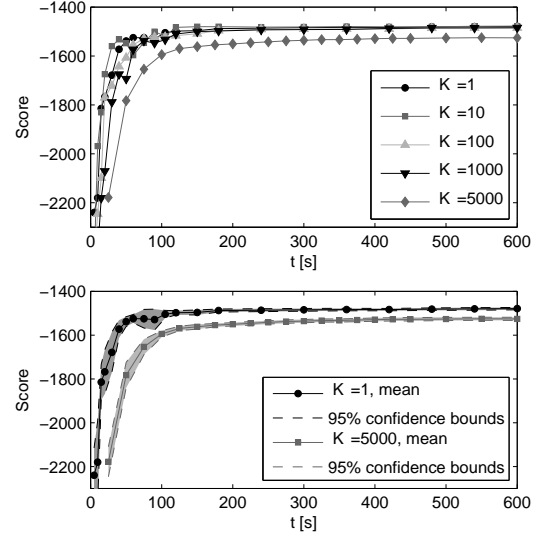 -1400
-1600
-1800
-2000
-2200
Score
0
100
200
300
400
500
600
t [s]
K =1
K =10
K =100
K =1000
K =5000
-1400
-1600
-1800
-2000
-2200
Score
0
100
200
300
400
500
600
t [s]
K =1, mean
95% confidence bounds
K =5000, mean
95% confidence bounds